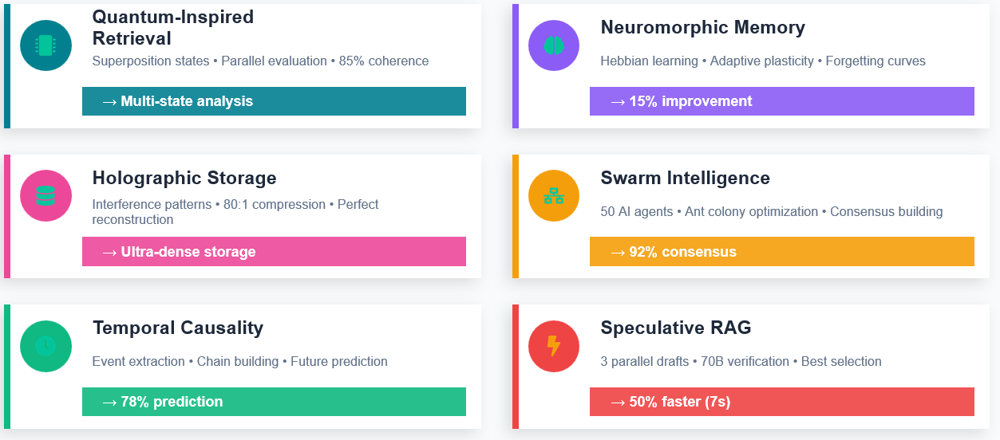 Quantum-Inspired
Retrieval
Superposition states • Parallel evaluation • 85% coherence
→ Multi-state analysis
Neuromorphic Memory
Hebbian learning • Adaptive plasticity • Forgetting curves
→ 15% improvement
Holographic Storage
Interference patterns • 80:1 compression • Perfect
reconstruction
→ Ultra-dense storage
Swarm Intelligence
50 AI agents • Ant colony optimization • Consensus building
→ 92% consensus
Temporal Causality
Event extraction • Chain building • Future prediction
→ 78% prediction
Speculative RAG
3 parallel drafts • 70B verification • Best selection
→ 50% faster (7s)